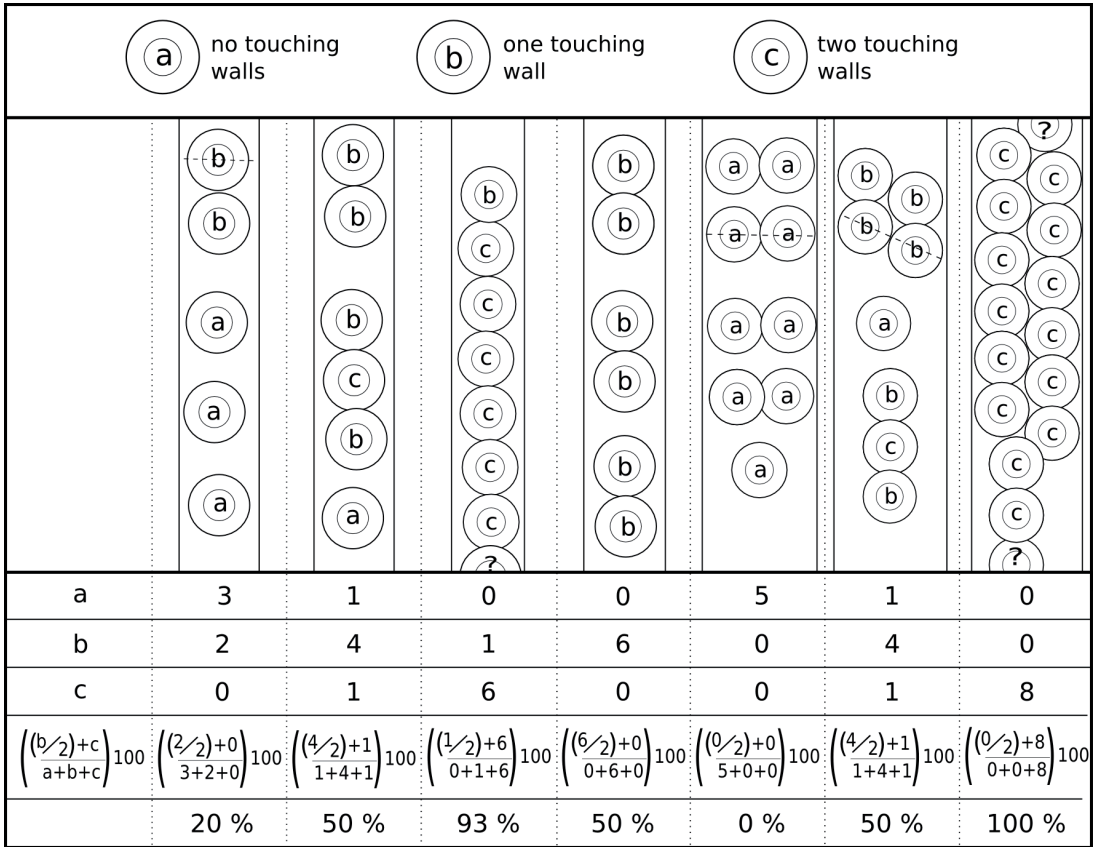 a no touching
walls
b one touching
wall
c two touching
walls
b
b
a
a
a
b
b
b
c
b
a
b
c
c
c
c
c
c
?
b
b
b
b
b
b
a a
a a
a a
a a
a
b
b
b
b
a
b
c
b
?
c
c
c
c
c
c
c
c
c
c
c
c
c
c
?
a 3 1 0 0 5 1 0
b 2 4 1 6 0 4 0
c 0 1 6 0 0 1 8
(((b/2)+c)/(a+b+c))100 (((2/2)+0)/(3+2+0))100 (((4/2)+1)/(1+4+1))100 (((1/2)+6)/(0+1+6))100 (((6/2)+0)/(0+6+0))100 (((0/2)+0)/(5+0+0))100 (((4/2)+1)/(1+4+1))100 (((0/2)+8)/(0+0+8))100
20 % 50 % 93 % 50 % 0 % 50 % 100 %